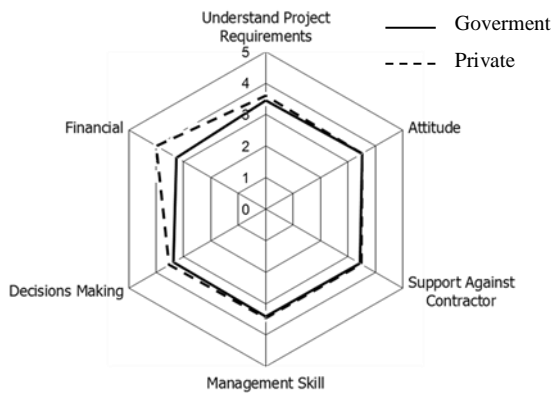 Understand Project
Requirements
Goverment
Private
5
4
3
2
1
0
Financial
Attitude
Decisions Making
Support Against
Contractor
Management Skill